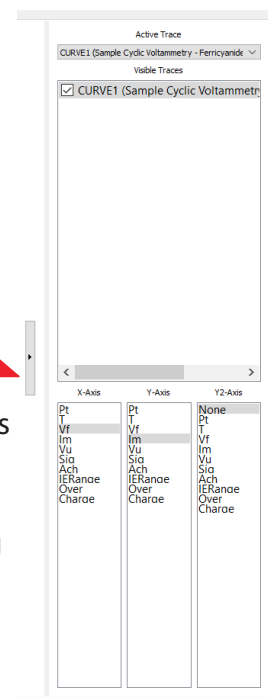 Active Trace
CURVE1 (Sample Cyclic Voltammetry - Ferricyanide
Visible Traces
CURVE1 (Sample Cyclic Voltammetry
X-Axis Y-Axis Y2-Axis
Pt Pt None
T T Pt
Vf Vf T
Im Im Vf
Vu Vu Im
Sig Sig Vu
Ach Ach Sig
IERange IERange Ach
Over Over IERange
Charge Charge Over
Charge
s